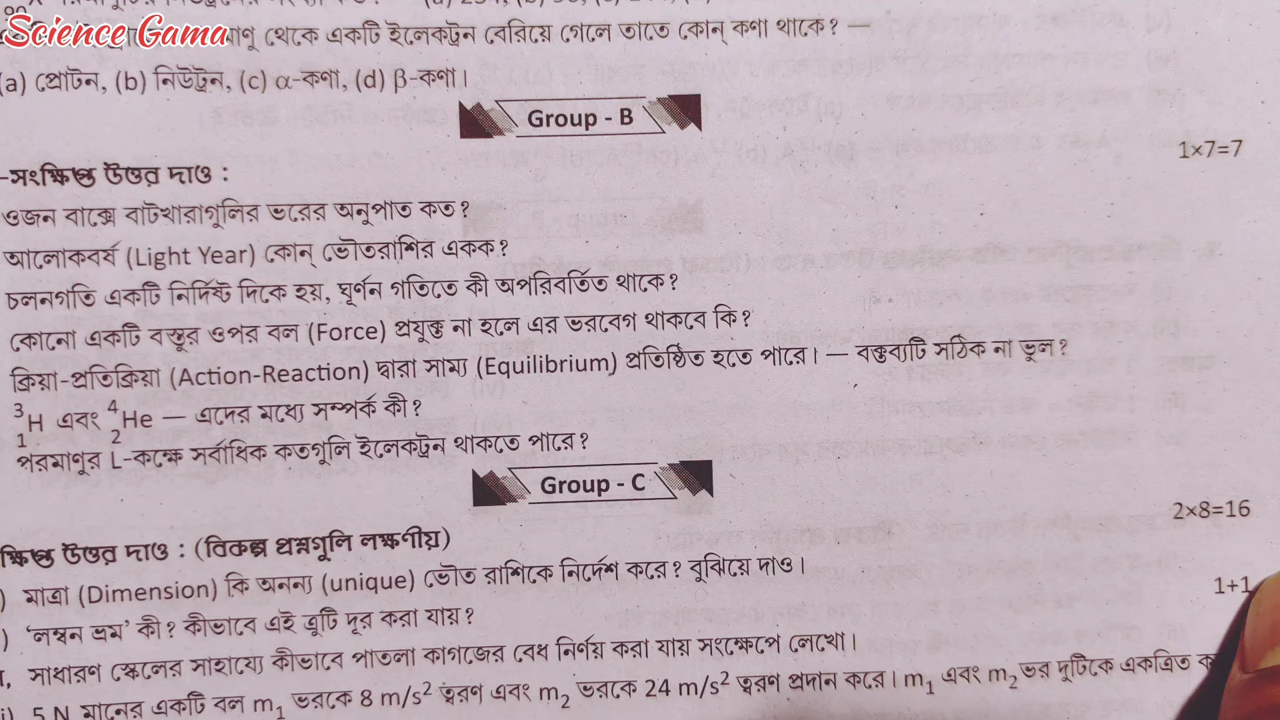 Science Gama
থেকে একটি ইলেকট্রন বেরিয়ে গেলে তাতে কোন্ কণা থাকে? —
(a) প্রোটন, (b) নিউট্রন, (c) α-কণা, (d) β-কণা।
Group - B
1×7=7
-সংক্ষিপ্ত উত্তর দাও :
ওজন বাক্সে বাটখারাগুলির ভরের অনুপাত কত?
আলোকবর্ষ (Light Year) কোন্ ভৌতরাশির একক?
চলনগতি একটি নির্দিষ্ট দিকে হয়, ঘূর্ণন গতিতে কী অপরিবর্তিত থাকে?
কোনো একটি বস্তুর ওপর বল (Force) প্রযুক্ত না হলে এর ভরবেগ থাকবে কি?
ক্রিয়া-প্রতিক্রিয়া (Action-Reaction) দ্বারা সাম্য (Equilibrium) প্রতিষ্ঠিত হতে পারে। — বক্তব্যটি সঠিক না ভুল?
³₁H এবং ⁴₂He — এদের মধ্যে সম্পর্ক কী?
পরমাণুর L-কক্ষে সর্বাধিক কতগুলি ইলেকট্রন থাকতে পারে?
Group - C
2×8=16
ক্ষিপ্ত উত্তর দাও : (বিকল্প প্রশ্নগুলি লক্ষণীয়)
) মাত্রা (Dimension) কি অনন্য (unique) ভৌত রাশিকে নির্দেশ করে? বুঝিয়ে দাও।
1+1
) 'লম্বন ভ্রম' কী? কীভাবে এই ত্রুটি দূর করা যায়?
সাধারণ স্কেলের সাহায্যে কীভাবে পাতলা কাগজের বেধ নির্ণয় করা যায় সংক্ষেপে লেখো।
5 N মানের একটি বল m₁ ভরকে 8 m/s² ত্বরণ এবং m₂ ভরকে 24 m/s² ত্বরণ প্রদান করে। m₁ এবং m₂ ভর দুটিকে একত্রিত